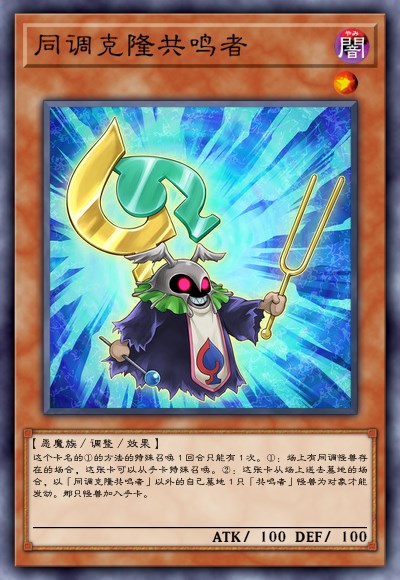 同调克隆共鸣者
やみ
闇
【恶魔族／调整／效果】
这个卡名的①的方法的特殊召唤1回合只能有1次。①：场上有同调怪兽存
在的场合，这张卡可以从手卡特殊召唤。②：这张卡从场上送去墓地的场
合，以「同调克隆共鸣者」以外的自己墓地1只「共鸣者」怪兽为对象才能
发动。那只怪兽加入手卡。
ATK/ 100 DEF/ 100